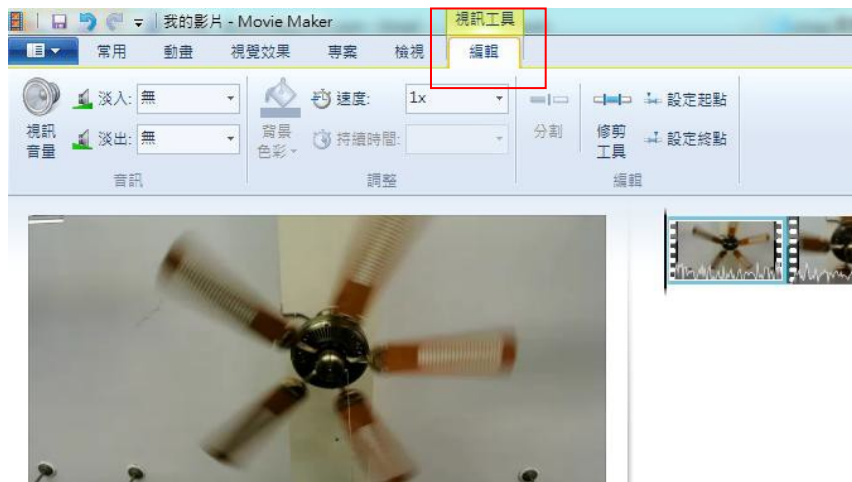 我的影片 - Movie Maker
視訊工具
常用 動畫 視覺效果 專案 檢視 編輯
淡入: 無
速度: 1x
設定起點
視訊音量
淡出: 無
背景色彩
持續時間:
分割
修剪工具
設定終點
音訊 調整 編輯